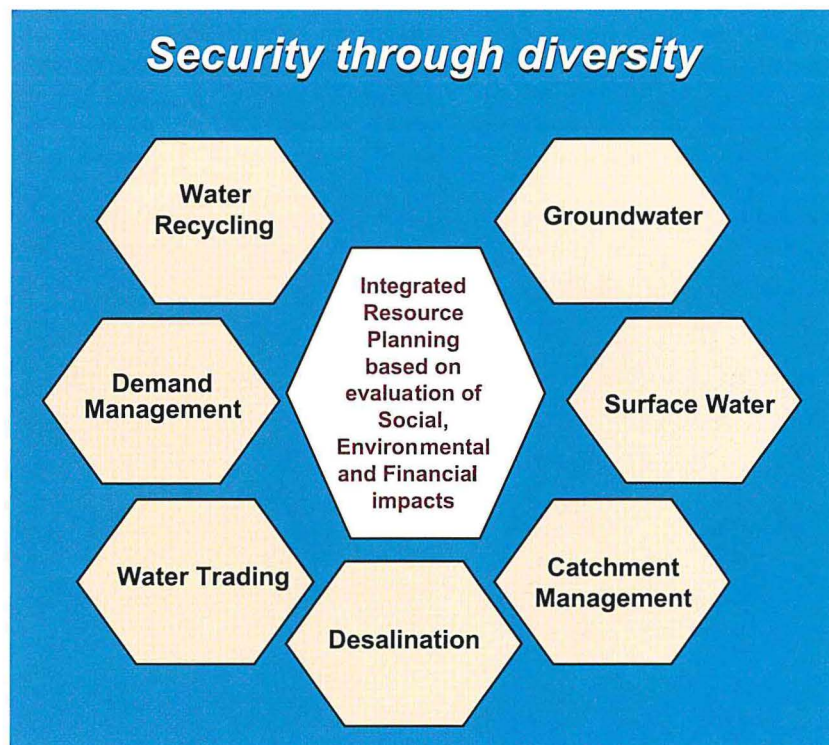 Security through diversity
Water
Recycling
Groundwater
Integrated
Resource
Planning
based on
evaluation of
Social,
Environmental
and Financial
impacts
Demand
Management
Surface Water
Water Trading
Catchment
Management
Desalination